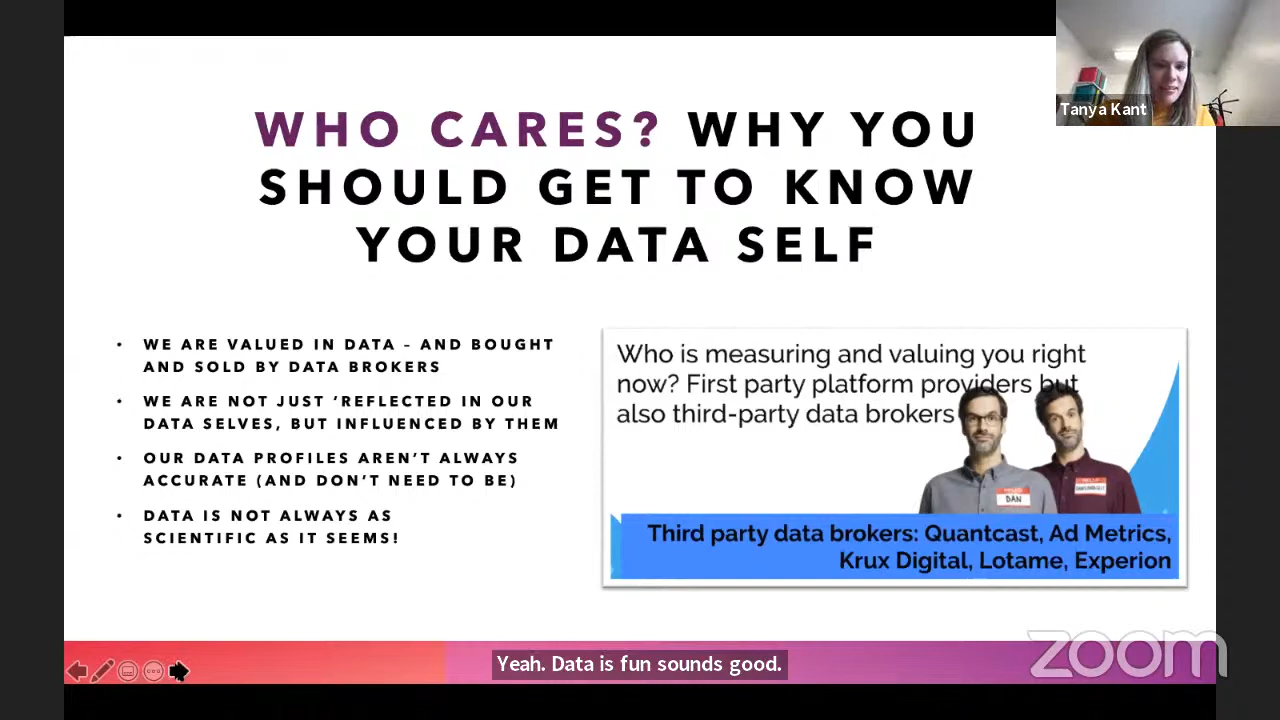 Tanya Kant
WHO CARES? WHY YOU
SHOULD GET TO KNOW
YOUR DATA SELF
• WE ARE VALUED IN DATA – AND BOUGHT
AND SOLD BY DATA BROKERS
• WE ARE NOT JUST ‘REFLECTED IN OUR
DATA SELVES, BUT INFLUENCED BY THEM
• OUR DATA PROFILES AREN’T ALWAYS
ACCURATE (AND DON’T NEED TO BE)
• DATA IS NOT ALWAYS AS
SCIENTIFIC AS IT SEEMS!
Who is measuring and valuing you right
now? First party platform providers but
also third-party data brokers
DAN
Third party data brokers: Quantcast, Ad Metrics,
Krux Digital, Lotame, Experion
Yeah. Data is fun sounds good.
zoom